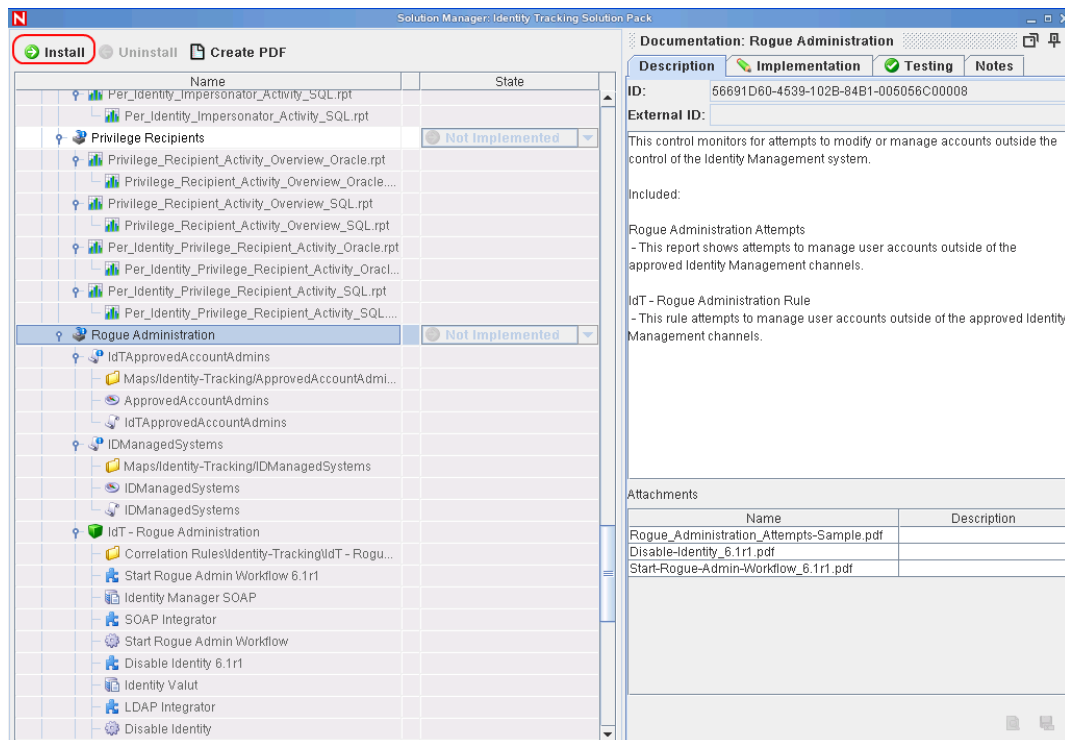 N Solution Manager: Identity Tracking Solution Pack
Install Uninstall Create PDF
Name State
Per_Identity_Impersonator_Activity_SQL.rpt
Per_Identity_Impersonator_Activity_SQL.rpt
Privilege Recipients Not Implemented
Privilege_Recipient_Activity_Overview_Oracle.rpt
Privilege_Recipient_Activity_Overview_Oracle....
Privilege_Recipient_Activity_Overview_SQL.rpt
Privilege_Recipient_Activity_Overview_SQL.rpt
Per_Identity_Privilege_Recipient_Activity_Oracle.rpt
Per_Identity_Privilege_Recipient_Activity_Oracl...
Per_Identity_Privilege_Recipient_Activity_SQL.rpt
Per_Identity_Privilege_Recipient_Activity_SQL....
Rogue Administration Not Implemented
IdTApprovedAccountAdmins
Maps/Identity-Tracking/ApprovedAccountAdmi...
ApprovedAccountAdmins
IdTApprovedAccountAdmins
IDManagedSystems
Maps/Identity-Tracking/IDManagedSystems
IDManagedSystems
IDManagedSystems
IdT - Rogue Administration
Correlation Rules\Identity-Tracking\IdT - Rogu...
Start Rogue Admin Workflow 6.1r1
Identity Manager SOAP
SOAP Integrator
Start Rogue Admin Workflow
Disable Identity 6.1r1
Identity Valut
LDAP Integrator
Disable Identity
Documentation: Rogue Administration
Description Implementation Testing Notes
ID: 56691D60-4539-102B-84B1-005056C00008
External ID:
This control monitors for attempts to modify or manage accounts outside the
control of the Identity Management system.
Included:
Rogue Administration Attempts
- This report shows attempts to manage user accounts outside of the
approved Identity Management channels.
IdT - Rogue Administration Rule
- This rule attempts to manage user accounts outside of the approved Identity
Management channels.
Attachments
Name Description
Rogue_Administration_Attempts-Sample.pdf
Disable-Identity_6.1r1.pdf
Start-Rogue-Admin-Workflow_6.1r1.pdf